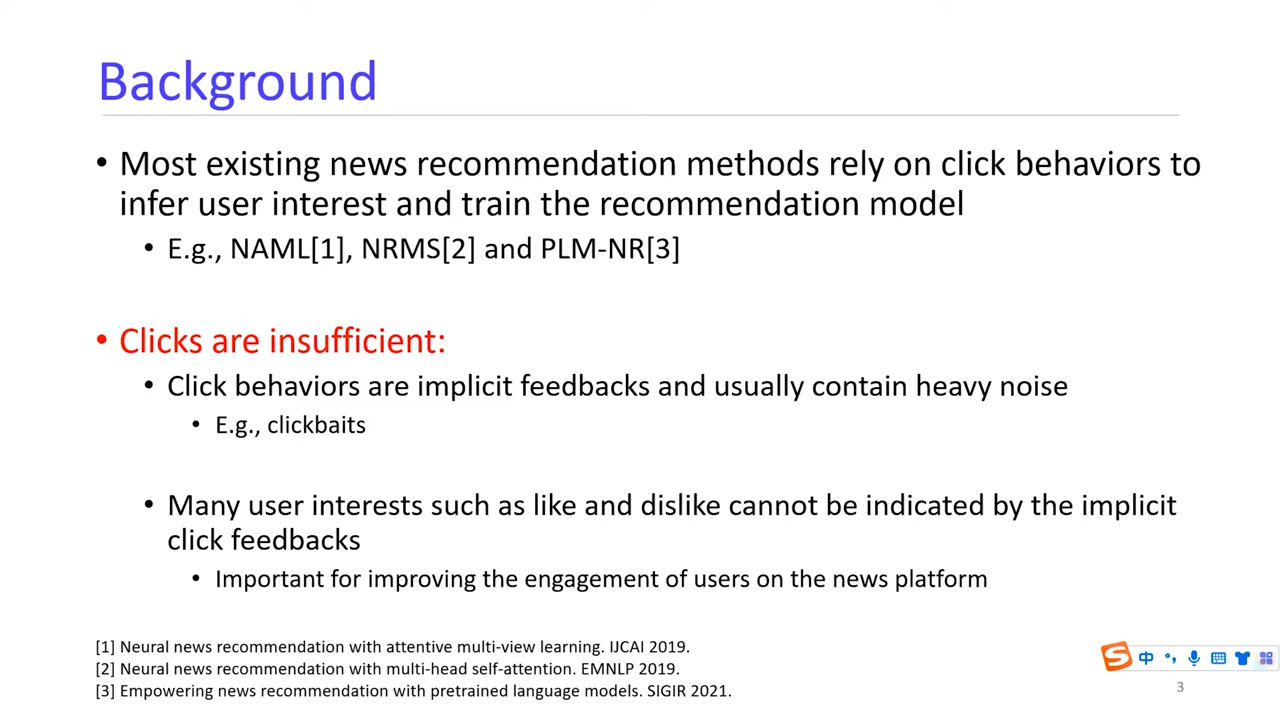 Background
• Most existing news recommendation methods rely on click behaviors to
infer user interest and train the recommendation model
• E.g., NAML[1], NRMS[2] and PLM-NR[3]
• Clicks are insufficient:
• Click behaviors are implicit feedbacks and usually contain heavy noise
• E.g., clickbaits
• Many user interests such as like and dislike cannot be indicated by the implicit
click feedbacks
• Important for improving the engagement of users on the news platform
[1] Neural news recommendation with attentive multi-view learning. IJCAI 2019.
[2] Neural news recommendation with multi-head self-attention. EMNLP 2019.
[3] Empowering news recommendation with pretrained language models. SIGIR 2021.
S 中 °,
3